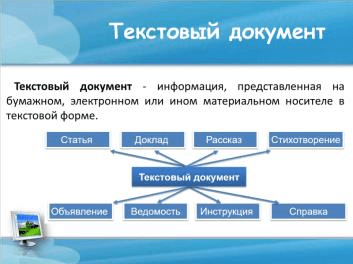 Текстовый документ
Текстовый документ - информация, представленная на
бумажном, электронном или ином материальном носителе в
текстовой форме.
Статья Доклад Рассказ Стихотворение
Текстовый документ
Объявление Ведомость Инструкция Справка